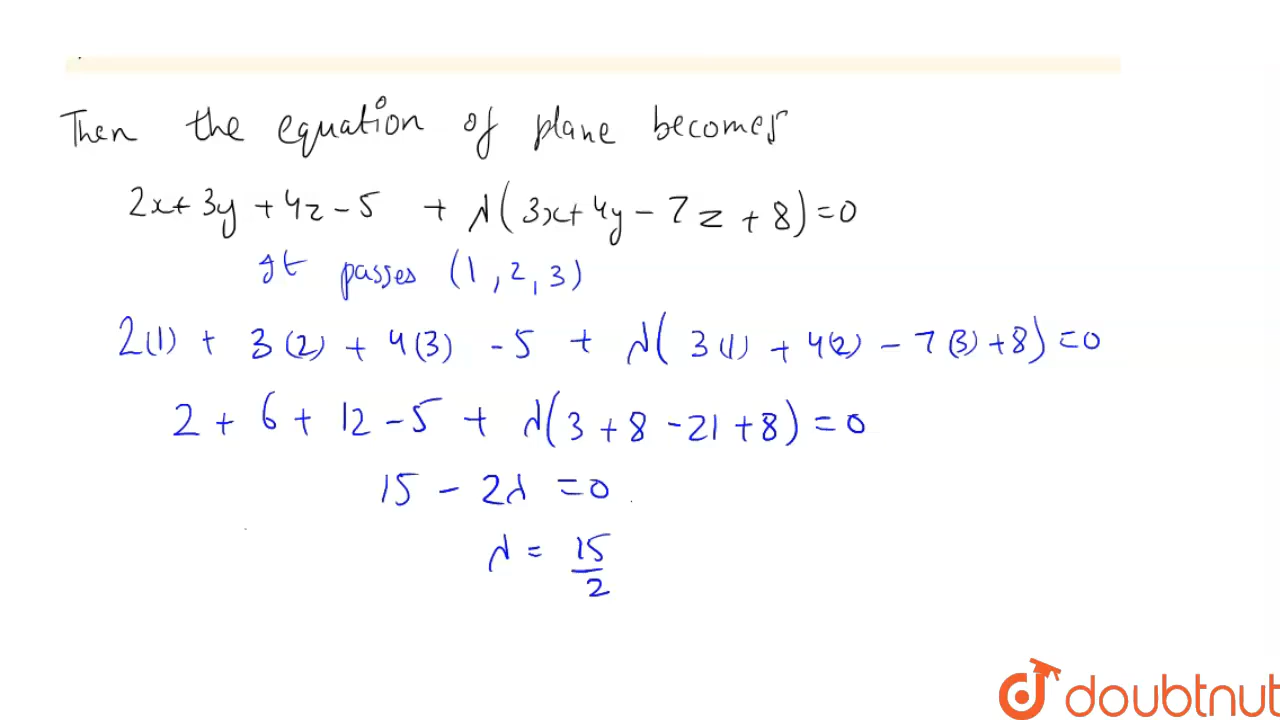 Then the equation of plane becomes
2x+ 3y + 4z - 5 + λ(3x+ 4y - 7z + 8) = 0
It passes (1, 2, 3)
2(1) + 3(2) + 4(3) - 5 + λ(3(1) + 4(2) - 7(3) + 8) = 0
2 + 6 + 12 - 5 + λ(3 + 8 - 21 + 8) = 0
15 - 2λ = 0
λ = 15/2
doubtnut